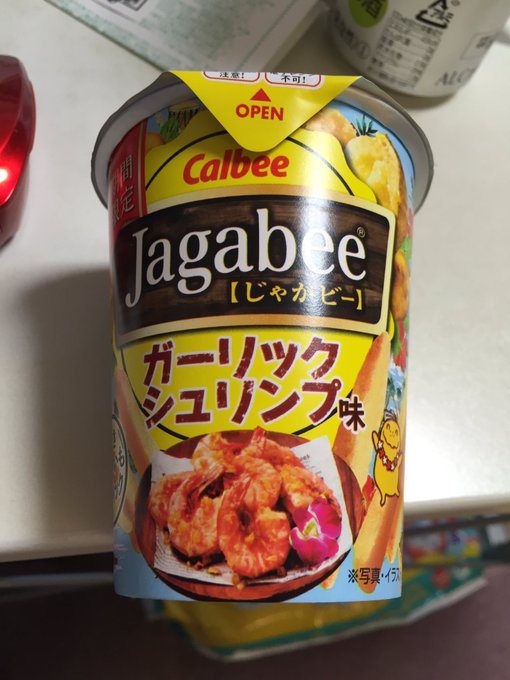 注意!
不可!
OPEN
Calbee
期間
限定
Jagabee®
【じゃがビー】
ガーリック
シュリンプ味
※写真・イラス